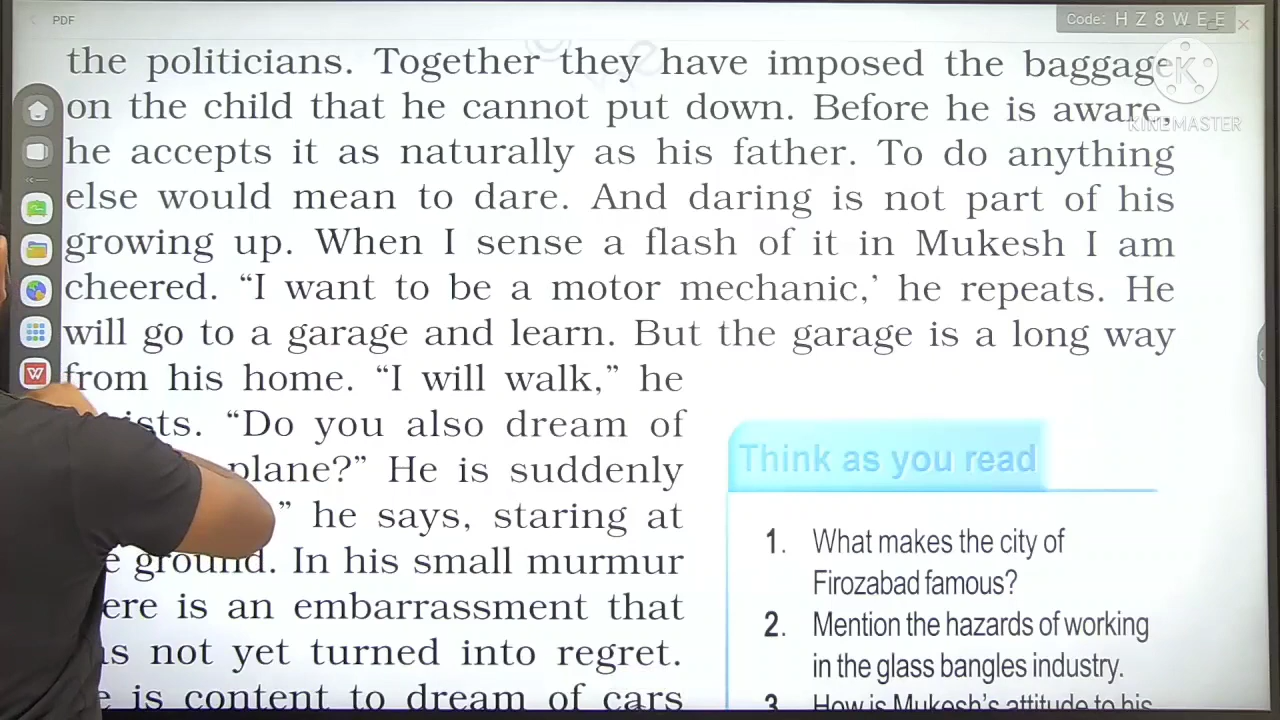 PDF
Code: H Z 8 W E E
the politicians. Together they have imposed the baggage
on the child that he cannot put down. Before he is aware,
he accepts it as naturally as his father. To do anything
else would mean to dare. And daring is not part of his
growing up. When I sense a flash of it in Mukesh I am
cheered. “I want to be a motor mechanic,’ he repeats. He
will go to a garage and learn. But the garage is a long way
from his home. “I will walk,” he
“Do you also dream of
plane?” He is suddenly
” he says, staring at
ground. In his small murmur
is an embarrassment that
not yet turned into regret.
is content to dream of cars
K
KINEMASTER
Think as you read
1. What makes the city of
Firozabad famous?
2. Mention the hazards of working
in the glass bangles industry.
3. How is Mukesh’s attitude to his